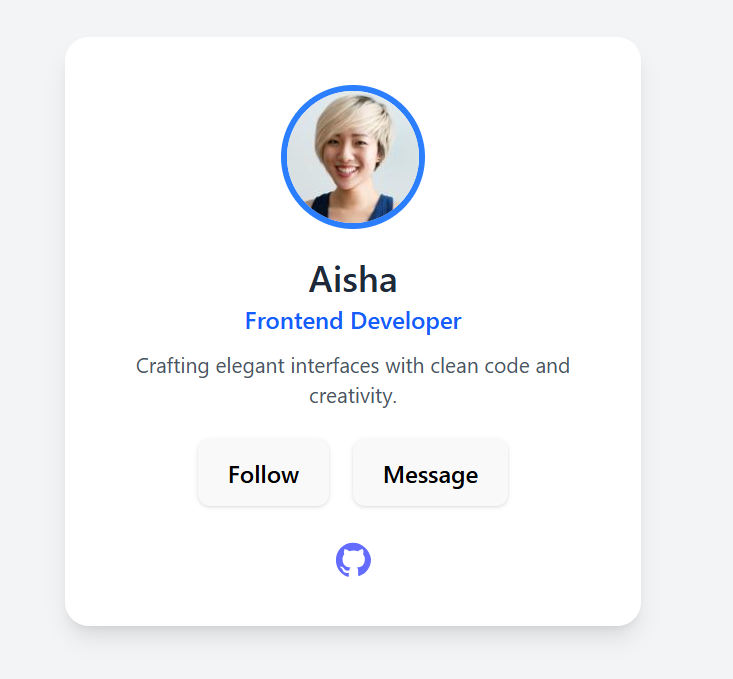 Aisha
Frontend Developer
Crafting elegant interfaces with clean code and
creativity.
Follow
Message